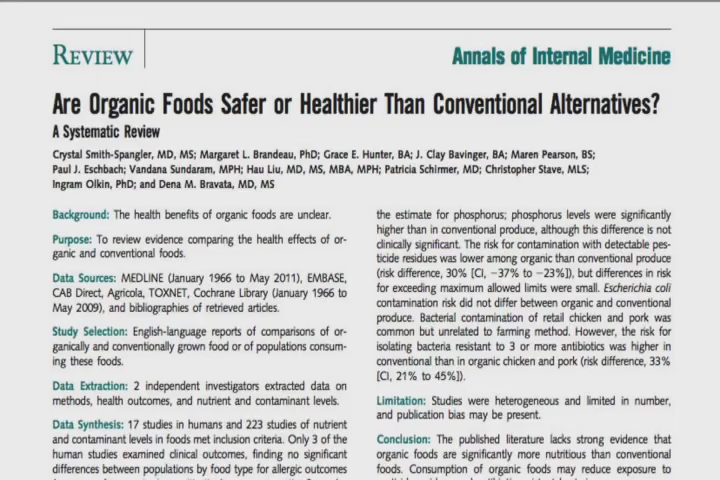 REVIEW
Annals of Internal Medicine
Are Organic Foods Safer or Healthier Than Conventional Alternatives?
A Systematic Review
Crystal Smith-Spangler, MD, MS; Margaret L. Brandeau, PhD; Grace E. Hunter, BA; J. Clay Bavinger, BA; Maren Pearson, BS;
Paul J. Eschbach; Vandana Sundaram, MPH; Hau Liu, MD, MS, MBA, MPH; Patricia Schirmer, MD; Christopher Stave, MLS;
Ingram Olkin, PhD; and Dena M. Bravata, MD, MS
Background: The health benefits of organic foods are unclear.
Purpose: To review evidence comparing the health effects of or-
ganic and conventional foods.
Data Sources: MEDLINE (January 1966 to May 2011), EMBASE,
CAB Direct, Agricola, TOXNET, Cochrane Library (January 1966 to
May 2009), and bibliographies of retrieved articles.
Study Selection: English-language reports of comparisons of or-
ganically and conventionally grown food or of populations consum-
ing these foods.
Data Extraction: 2 independent investigators extracted data on
methods, health outcomes, and nutrient and contaminant levels.
Data Synthesis: 17 studies in humans and 223 studies of nutrient
and contaminant levels in foods met inclusion criteria. Only 3 of the
human studies examined clinical outcomes, finding no significant
differences between populations by food type for allergic outcomes
the estimate for phosphorus; phosphorus levels were significantly
higher than in conventional produce, although this difference is not
clinically significant. The risk for contamination with detectable pes-
ticide residues was lower among organic than conventional produce
(risk difference, 30% [CI, −37% to −23%]), but differences in risk
for exceeding maximum allowed limits were small. Escherichia coli
contamination risk did not differ between organic and conventional
produce. Bacterial contamination of retail chicken and pork was
common but unrelated to farming method. However, the risk for
isolating bacteria resistant to 3 or more antibiotics was higher in
conventional than in organic chicken and pork (risk difference, 33%
[CI, 21% to 45%]).
Limitation: Studies were heterogeneous and limited in number,
and publication bias may be present.
Conclusion: The published literature lacks strong evidence that
organic foods are significantly more nutritious than conventional
foods. Consumption of organic foods may reduce exposure to